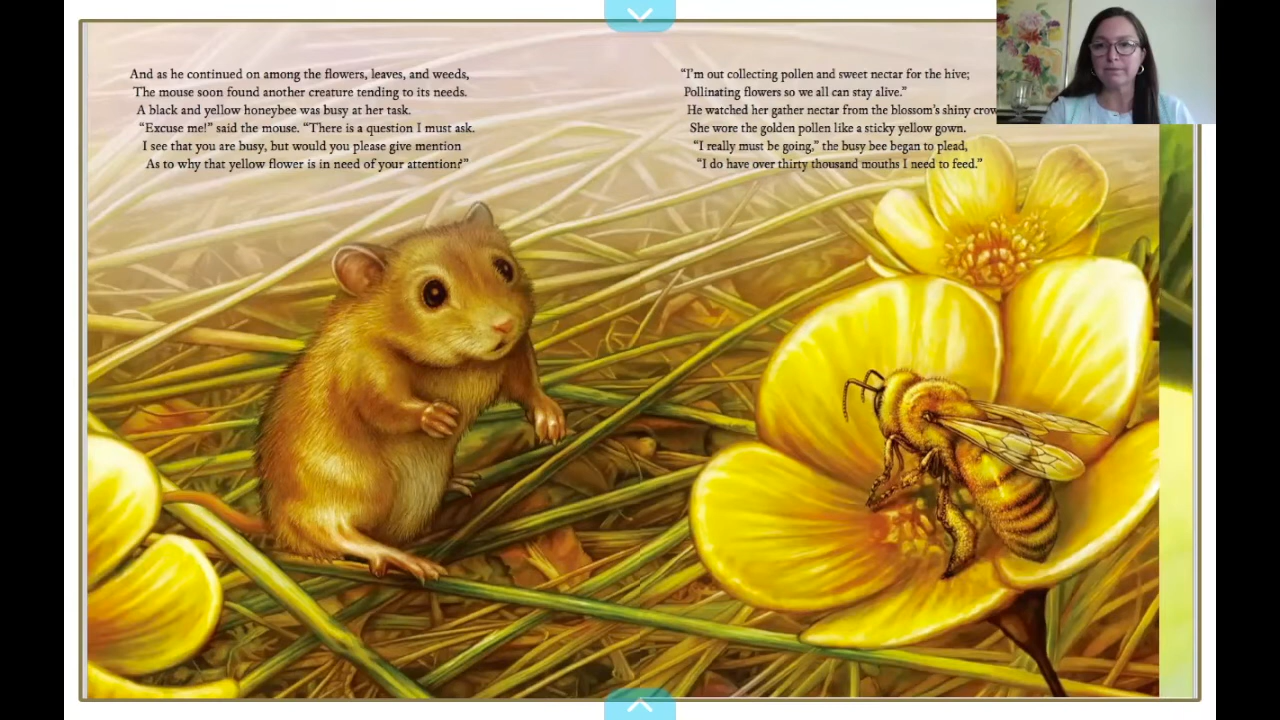 And as he continued on among the flowers, leaves, and weeds,
The mouse soon found another creature tending to its needs.
A black and yellow honeybee was busy at her task.
“Excuse me!” said the mouse. “There is a question I must ask.
I see that you are busy, but would you please give mention
As to why that yellow flower is in need of your attention?”
“I’m out collecting pollen and sweet nectar for the hive;
Pollinating flowers so we all can stay alive.”
He watched her gather nectar from the blossom’s shiny
She wore the golden pollen like a sticky yellow gown.
“I really must be going,” the busy bee began to plead,
“I do have over thirty thousand mouths I need to feed.”